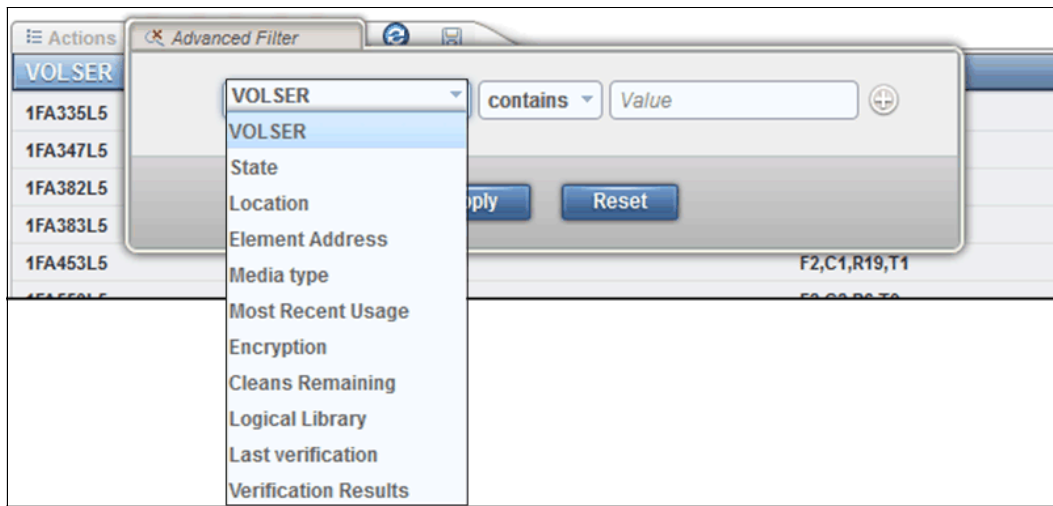 Actions
Advanced Filter
VOLSER
VOLSER
contains
Value
VOLSER
State
Location
Element Address
Media type
Most Recent Usage
Encryption
Cleans Remaining
Logical Library
Last verification
Verification Results
pply
Reset
1FA335L5
1FA347L5
1FA382L5
1FA383L5
1FA453L5 F2,C1,R19,T1